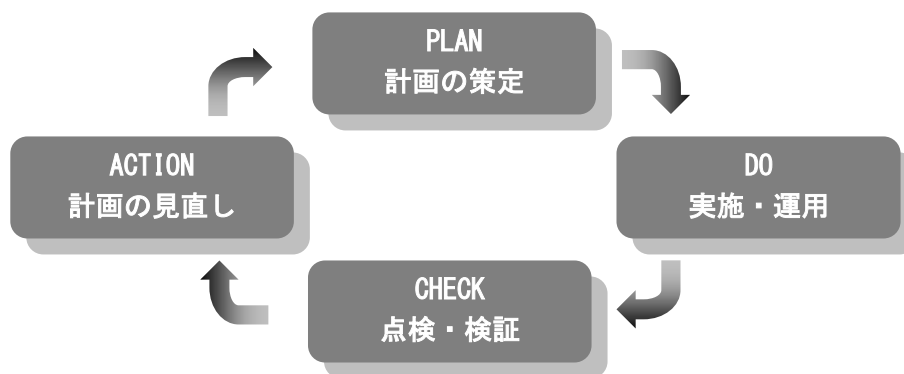 PLAN
計画の策定
ACTION
計画の見直し
DO
実施・運用
CHECK
点検・検証